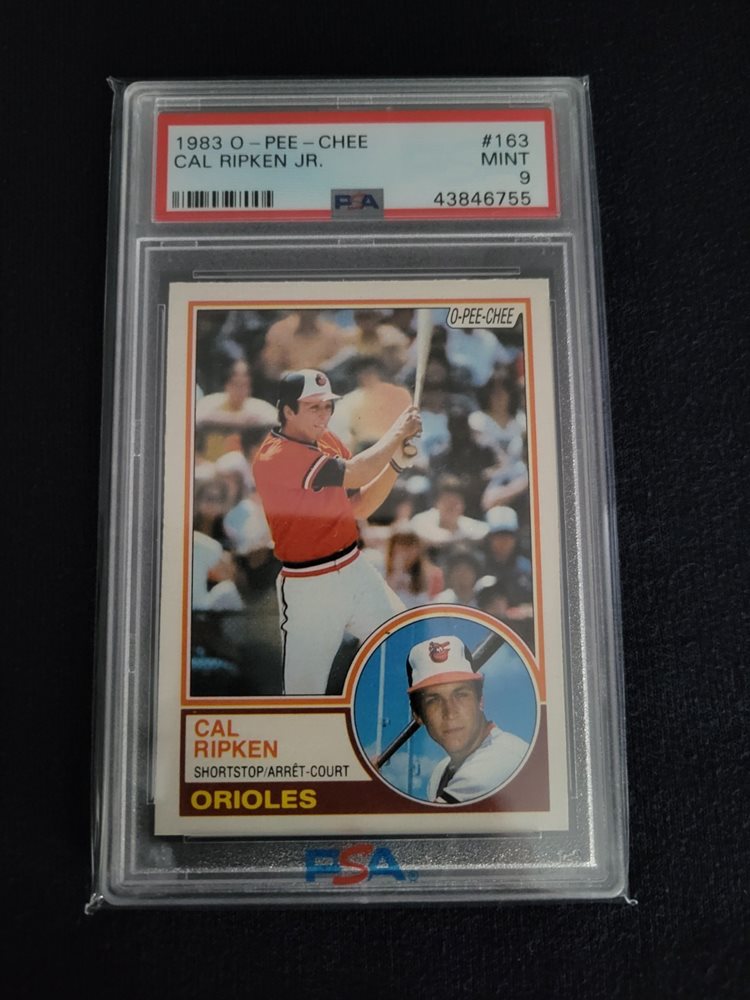 1983 O-PEE-CHEE #163
CAL RIPKEN JR. MINT
9
PSA 43846755
O-PEE-CHEE
CAL
RIPKEN
SHORTSTOP/ARRÊT-COURT
ORIOLES
PSA